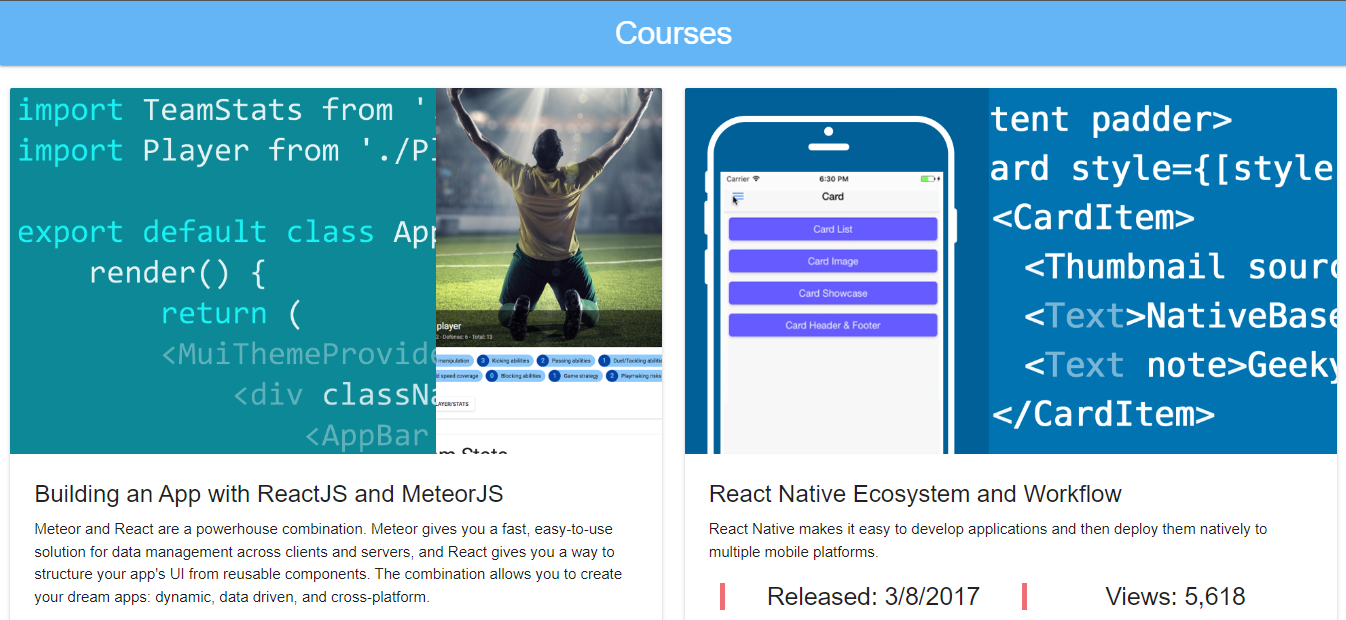 Courses
import TeamStats from '
import Player from './Pl
export default class App
render() {
return (
<MuiThemeProvide
<div classNa
<AppBar
player
2 - Defense: 6 - Total: 13
manipulation 3 Kicking abilities 2 Passing abilities 1 Duel/Tackling abilitie
d speed coverage 0 Blocking abilities 1 Game strategy 2 Playmaking risks
LAYER/STATS
m Stats
Carrier 6:30 PM
Card
Card List
Card Image
Card Showcase
Card Header & Footer
tent padder>
ard style={[style
<CardItem>
<Thumbnail sourc
<Text>NativeBase
<Text note>Geeky
</CardItem>
Building an App with ReactJS and MeteorJS
Meteor and React are a powerhouse combination. Meteor gives you a fast, easy-to-use
solution for data management across clients and servers, and React gives you a way to
structure your app's UI from reusable components. The combination allows you to create
your dream apps: dynamic, data driven, and cross-platform.
React Native Ecosystem and Workflow
React Native makes it easy to develop applications and then deploy them natively to
multiple mobile platforms.
Released: 3/8/2017 Views: 5,618